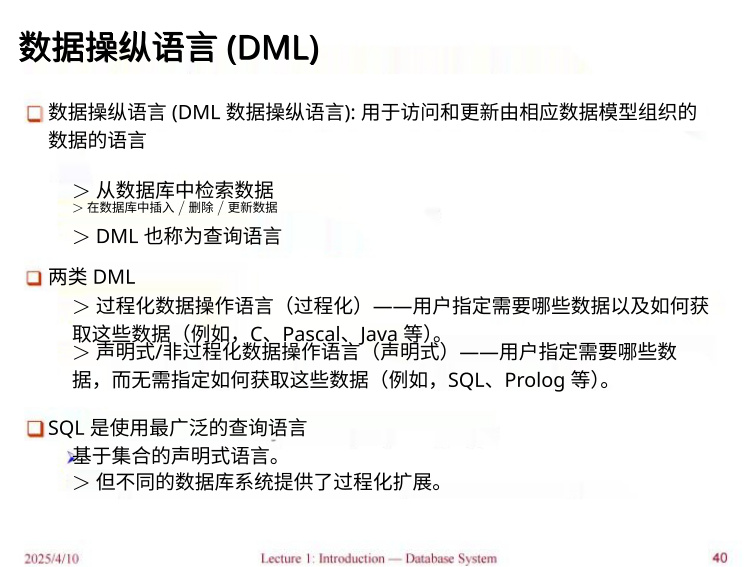 数据操纵语言 (DML)
数据操纵语言 (DML 数据操纵语言): 用于访问和更新由相应数据模型组织的
数据的语言
> 从数据库中检索数据
> 在数据库中插入 / 删除 / 更新数据
> DML 也称为查询语言
两类 DML
> 过程化数据操作语言（过程化）——用户指定需要哪些数据以及如何获
取这些数据（例如，C、Pascal、Java 等）。
> 声明式/非过程化数据操作语言（声明式）——用户指定需要哪些数
据，而无需指定如何获取这些数据（例如，SQL、Prolog 等）。
SQL 是使用最广泛的查询语言
基于集合的声明式语言。
> 但不同的数据库系统提供了过程化扩展。
2025/4/10 Lecture 1: Introduction — Database System 40